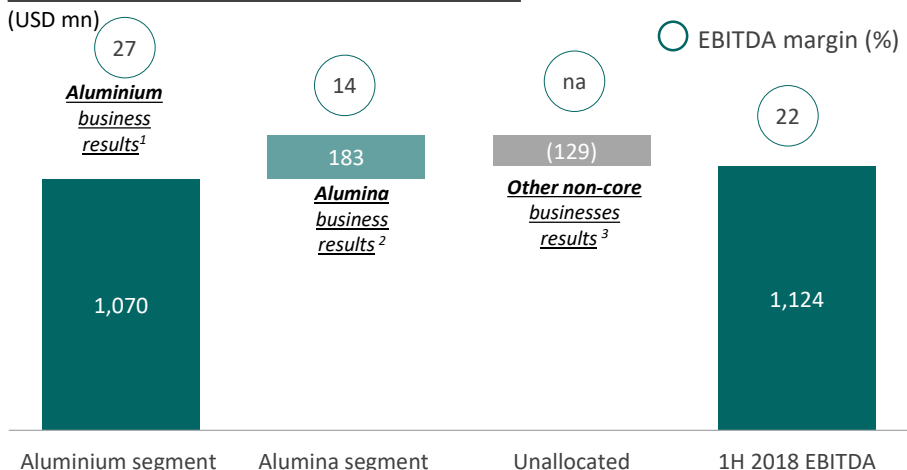 (USD mn)
27
14
na
EBITDA margin (%)
22
Aluminium
business
results1
183
(129)
Alumina
business
results 2
Other non-core
businesses
results 3
1,070
1,124
Aluminium segment
Alumina segment
Unallocated
1H 2018 EBITDA